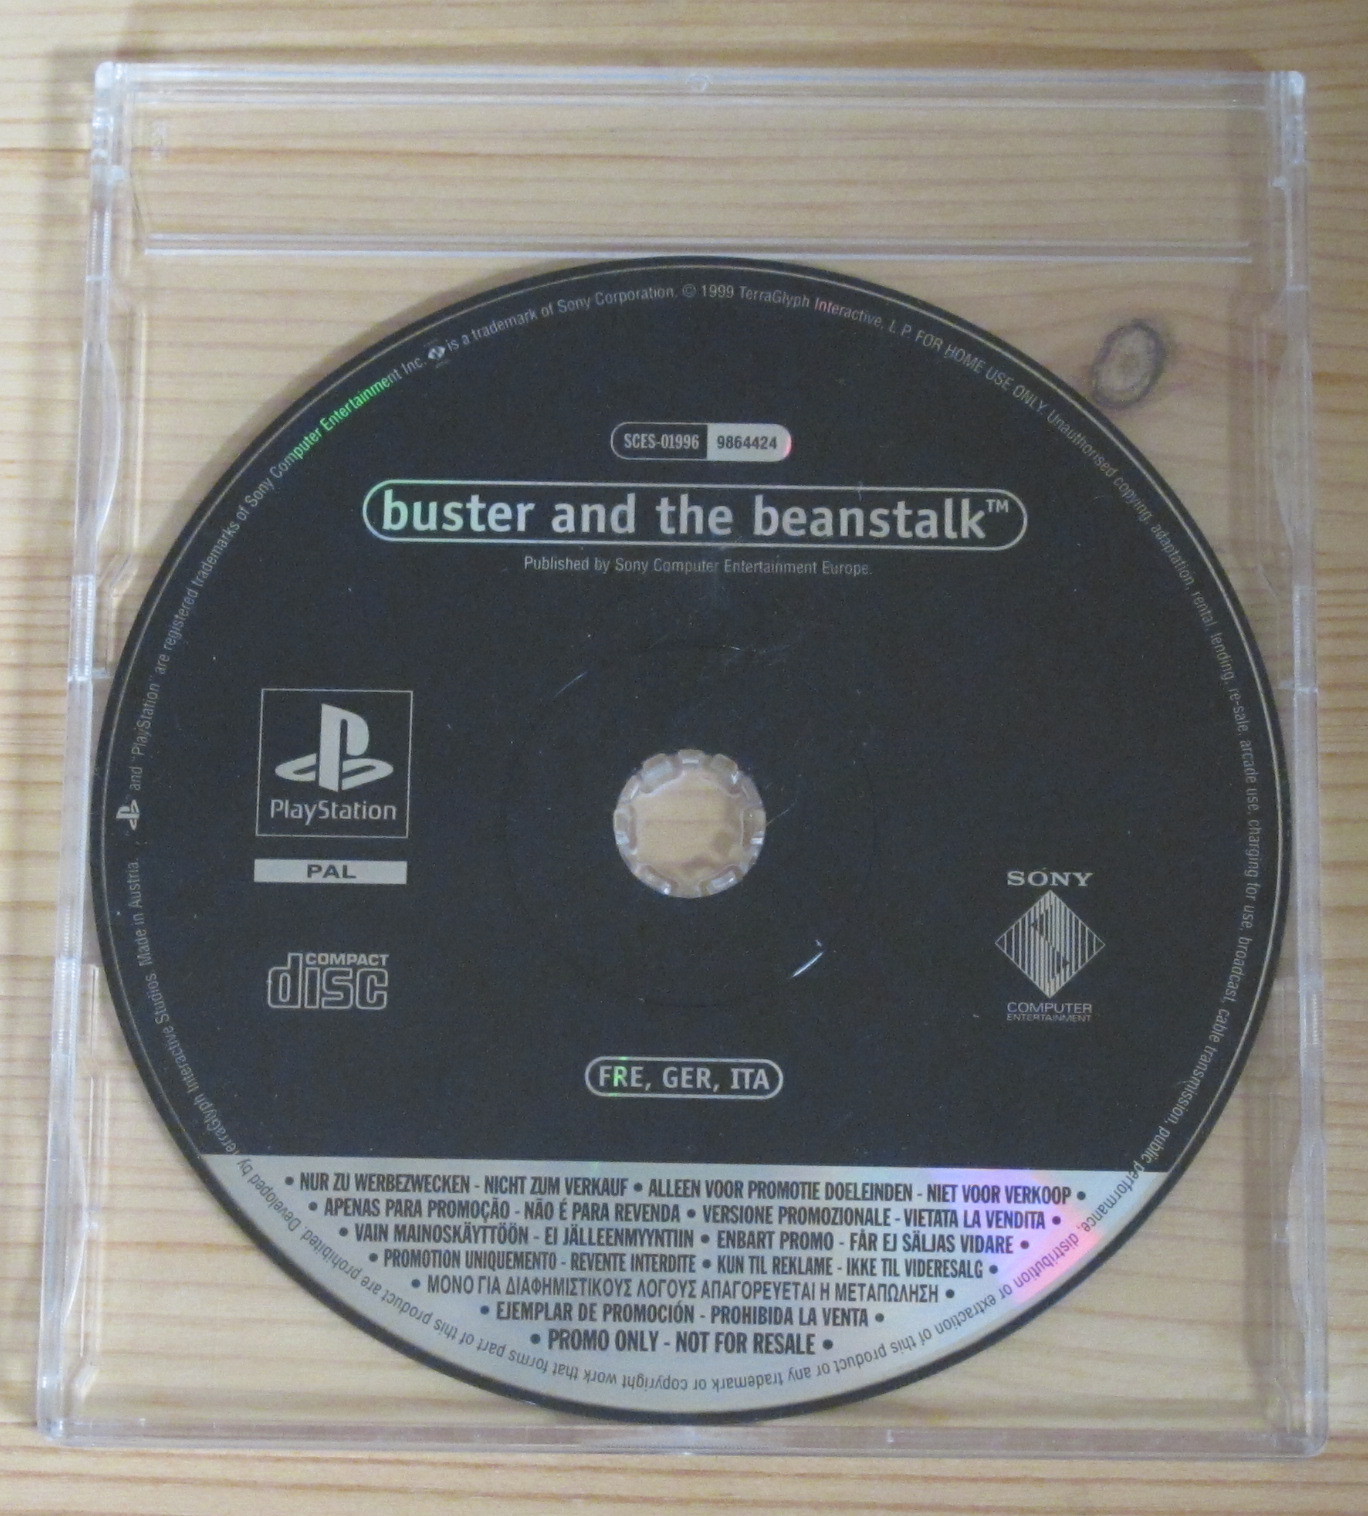 SCES-01996 9864424
buster and the beanstalk™
Published by Sony Computer Entertainment Europe.
PlayStation
PAL
SONY
COMPUTER
ENTERTAINMENT
COMPACT
disc
FRE, GER, ITA
• NUR ZU WERBEZWECKEN - NICHT ZUM VERKAUF • ALLEEN VOOR PROMOTIE DOELEINDEN - NIET VOOR VERKOOP •
• APENAS PARA PROMOÇÃO - NÃO É PARA REVENDA • VERSIONE PROMOZIONALE - VIETATA LA VENDITA •
• VAIN MAINOSKÄYTTÖÖN - EI JÄLLEENMYYNTIIN • ENBART PROMO - FÅR EJ SÄLJAS VIDARE •
• PROMOTION UNIQUEMENTO - REVENTE INTERDITE • KUN TIL REKLAME - IKKE TIL VIDERESALG •
• ΜΟΝΟ ΓΙΑ ΔΙΑΦΗΜΙΣΤΙΚΟΥΣ ΛΟΓΟΥΣ ΑΠΑΓΟΡΕΥΕΤΑΙ Η ΜΕΤΑΠΩΛΗΣΗ •
• EJEMPLAR DE PROMOCIÓN - PROHIBIDA LA VENTA •
• PROMO ONLY - NOT FOR RESALE •
and "PlayStation" are registered trademarks of Sony Computer Entertainment Inc. is a trademark of Sony Corporation. © 1999 TerraGlyph Interactive, L.P. FOR HOME USE ONLY. Unauthorised copying, adaptation, rental, lending, re-sale, arcade use, charging for use, broadcast, cable transmission, public performance, distribution or extraction of this product or any trademark or copyright work that forms part of this product are prohibited. Developed by TerraGlyph Interactive Studios. Made in Austria.